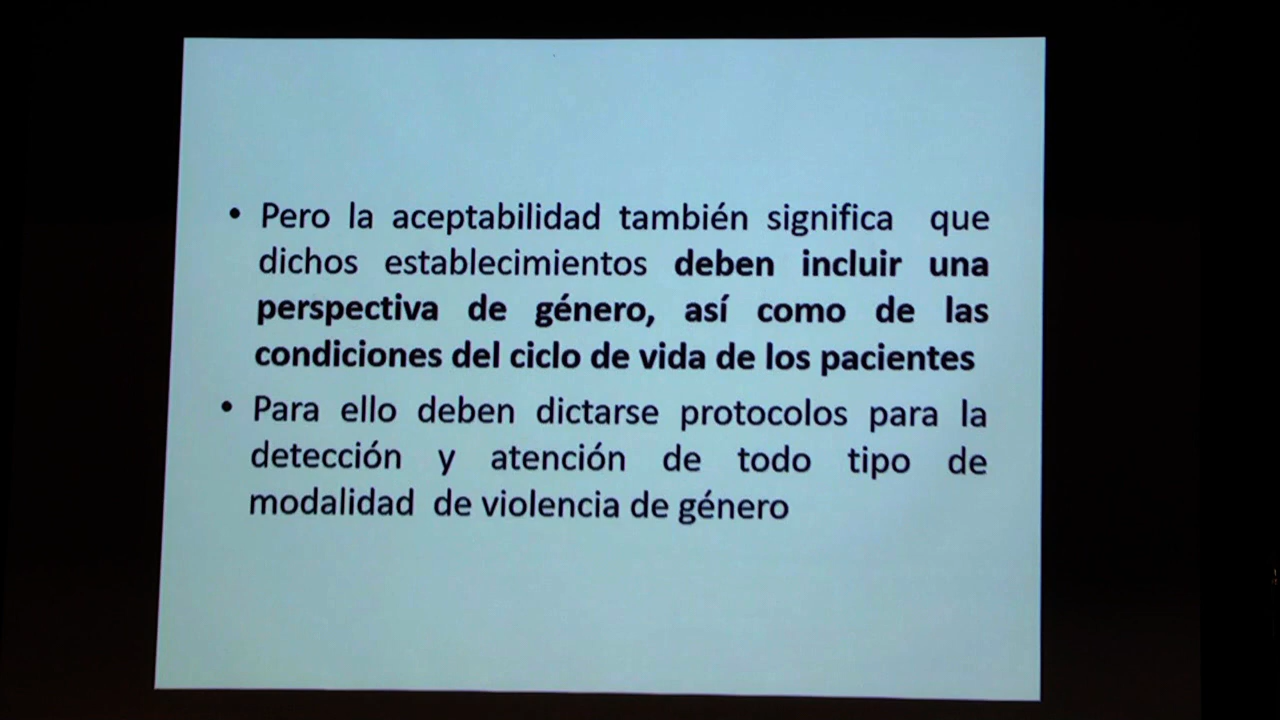 • Pero la aceptabilidad también significa que
dichos establecimientos deben incluir una
perspectiva de género, así como de las
condiciones del ciclo de vida de los pacientes
• Para ello deben dictarse protocolos para la
detección y atención de todo tipo de
modalidad de violencia de género